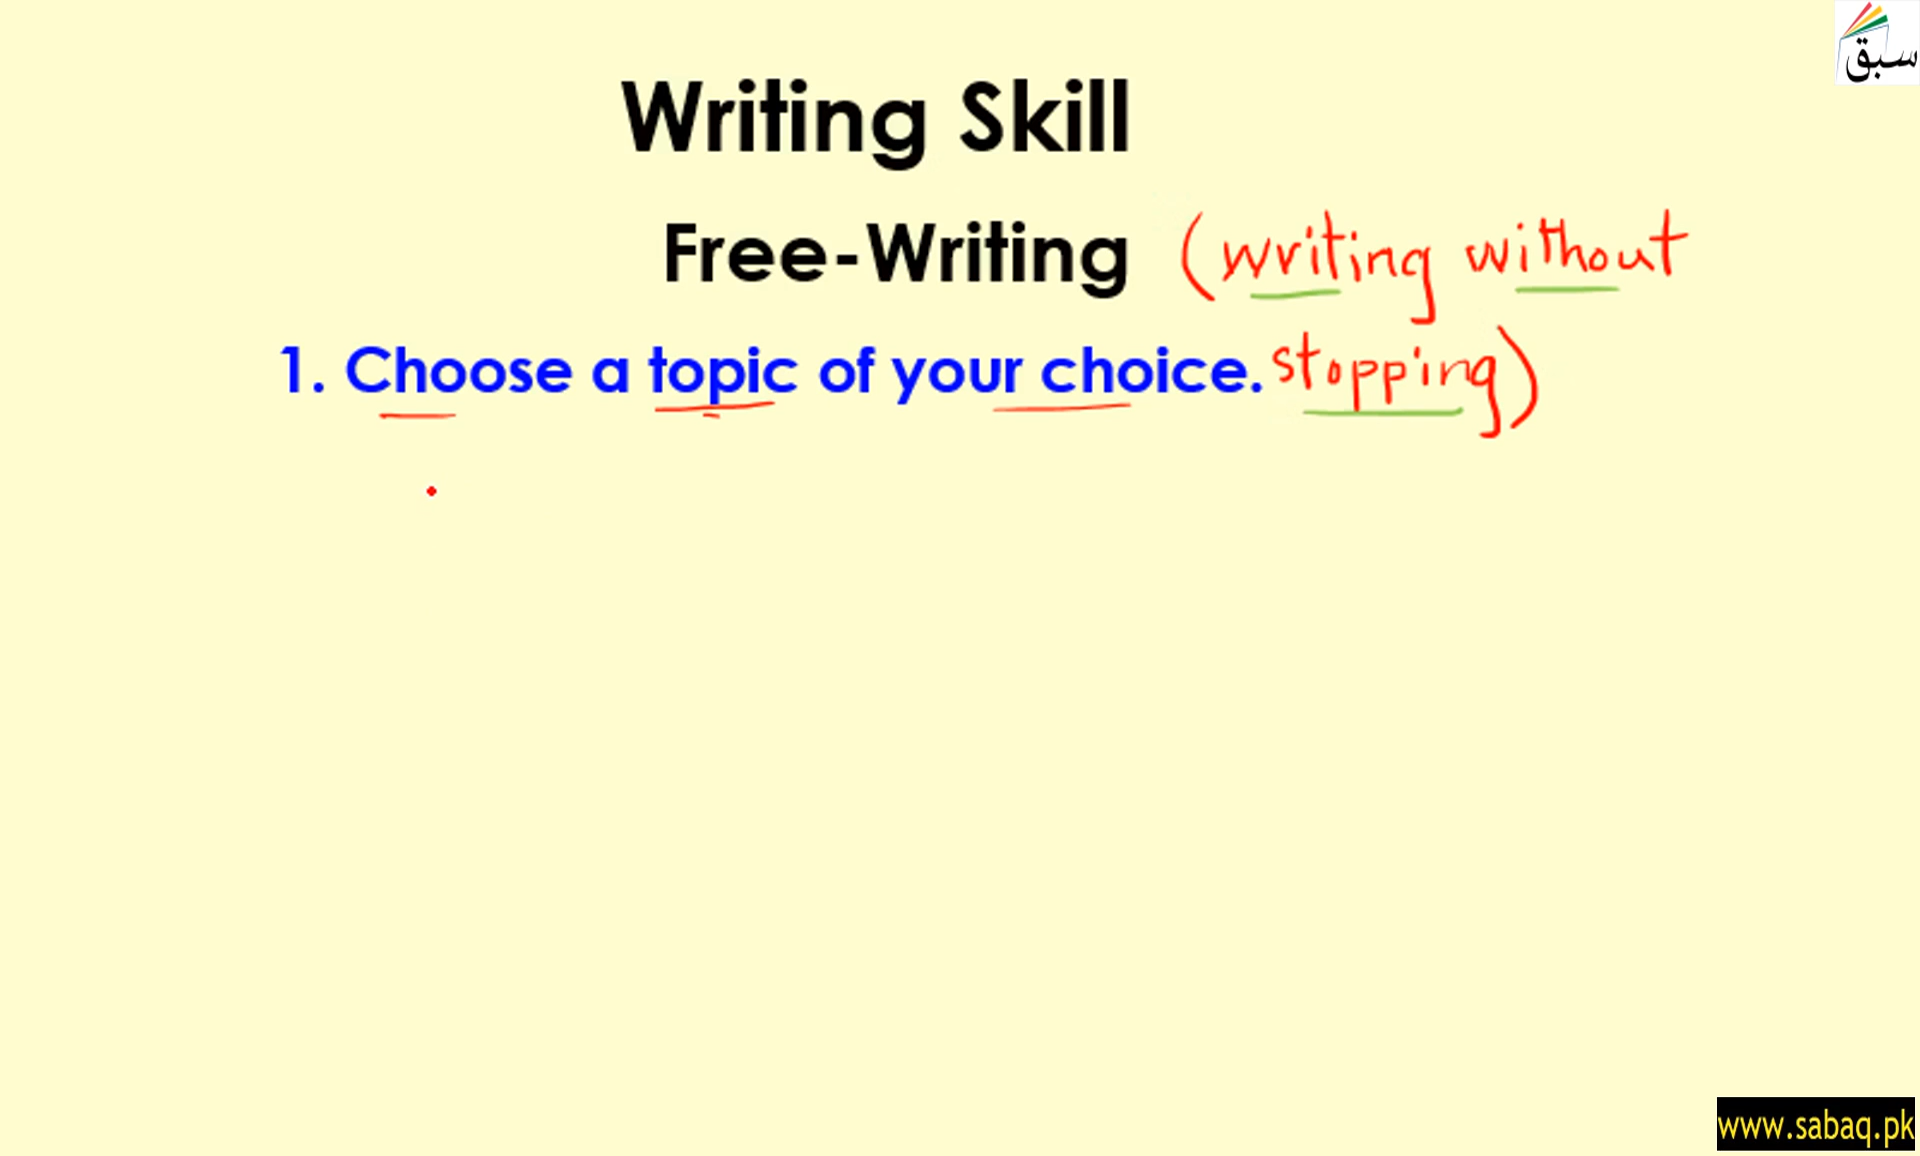 سبق
Writing Skill
Free-Writing (writing without
1. Choose a topic of your choice. stopping)
www.sabaq.pk